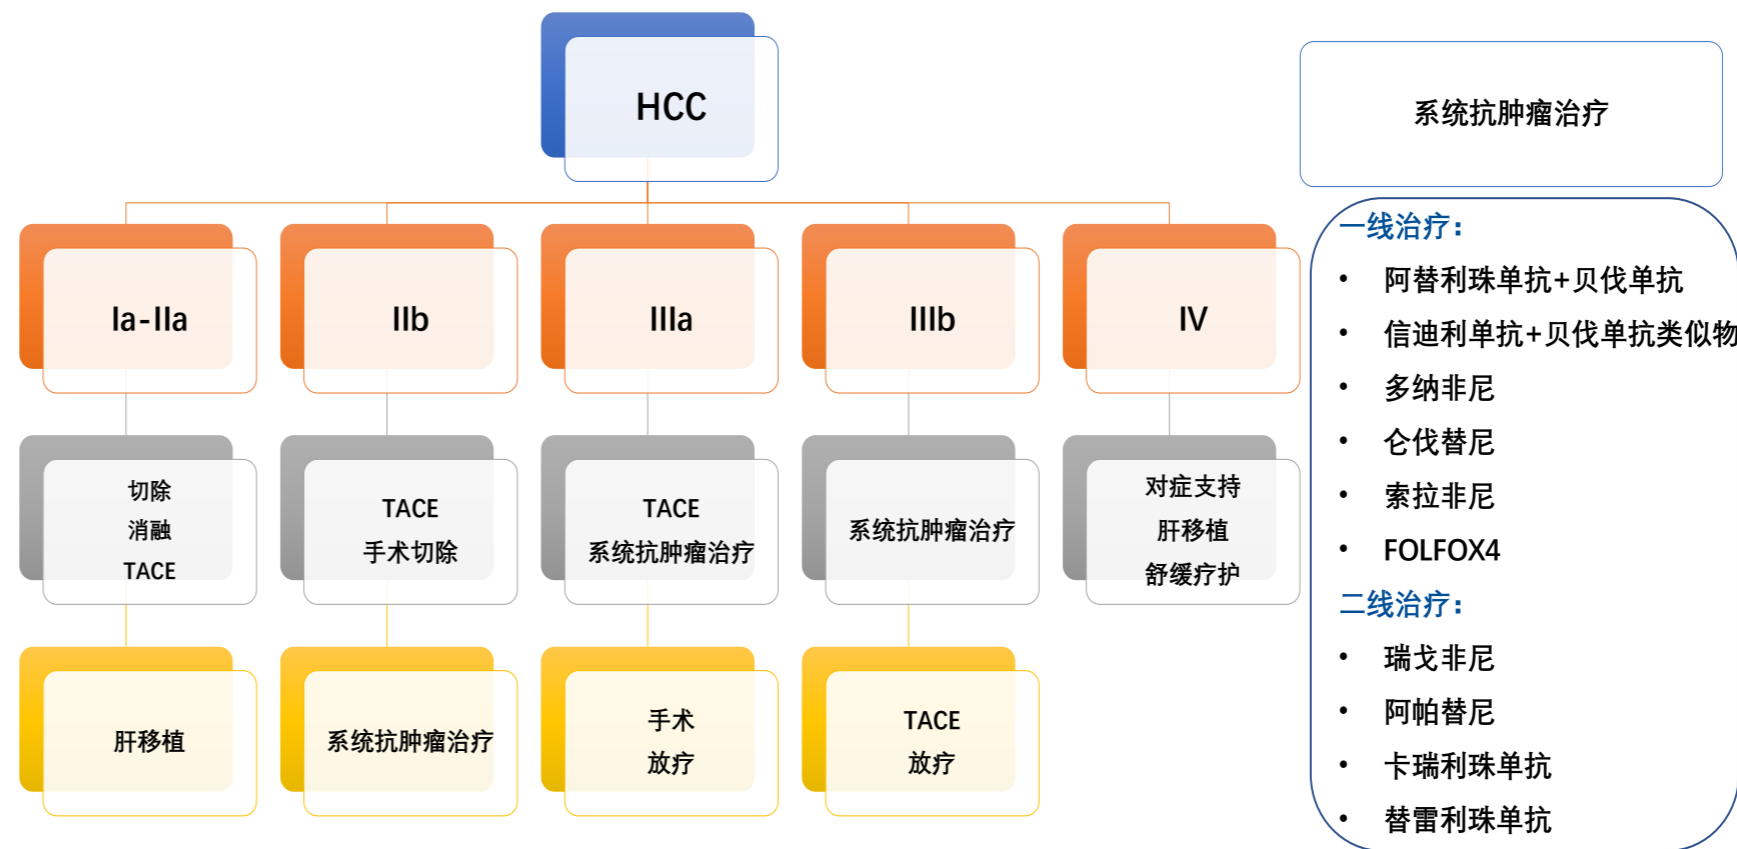 HCC
Ia-IIa
IIb
IIIa
IIIb
IV
切除
消融
TACE
TACE
手术切除
TACE
系统抗肿瘤治疗
系统抗肿瘤治疗
对症支持
肝移植
舒缓疗护
肝移植
系统抗肿瘤治疗
手术
放疗
TACE
放疗
系统抗肿瘤治疗
一线治疗：
• 阿替利珠单抗+贝伐单抗
• 信迪利单抗+贝伐单抗类似物
• 多纳非尼
• 仑伐替尼
• 索拉非尼
• FOLFOX4
二线治疗：
• 瑞戈非尼
• 阿帕替尼
• 卡瑞利珠单抗
• 替雷利珠单抗